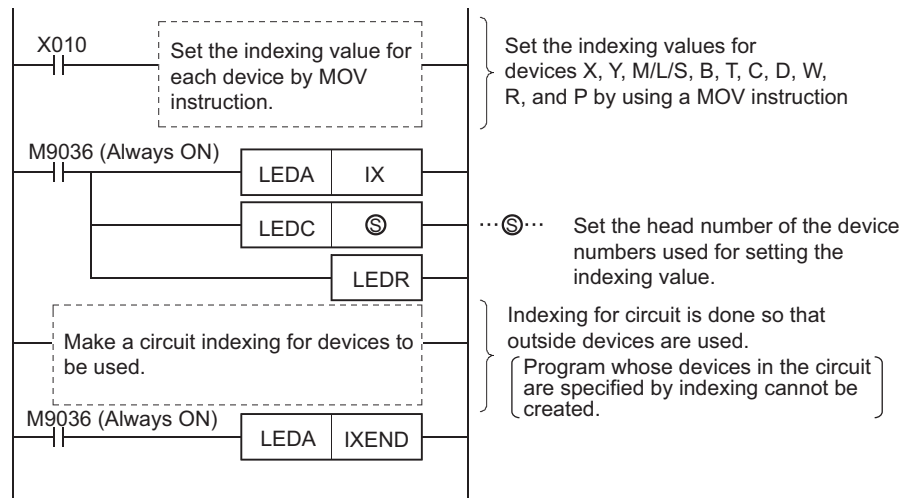 X010
Set the indexing value for
each device by MOV
instruction.
Set the indexing values for
devices X, Y, M/L/S, B, T, C, D, W,
R, and P by using a MOV instruction
M9036 (Always ON)
LEDA IX
LEDC Ⓢ
···Ⓢ··· Set the head number of the device
numbers used for setting the
indexing value.
LEDR
Make a circuit indexing for devices to
be used.
Indexing for circuit is done so that
outside devices are used.
Program whose devices in the circuit
are specified by indexing cannot be
created.
M9036 (Always ON)
LEDA IXEND